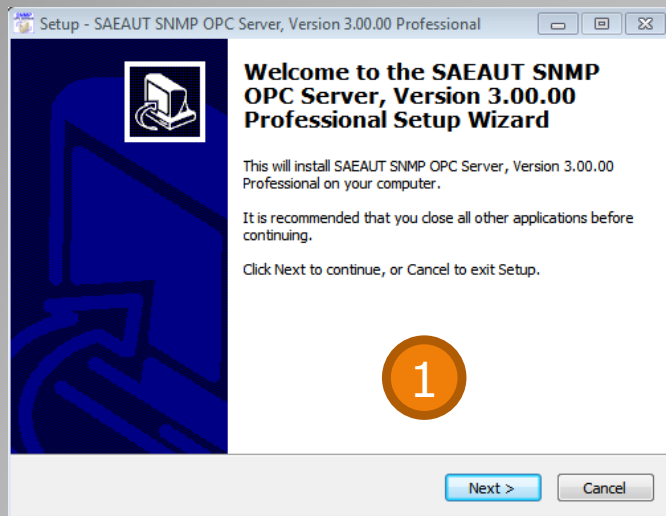 Setup - SAEAUT SNMP OPC Server, Version 3.00.00 Professional
Welcome to the SAEAUT SNMP
OPC Server, Version 3.00.00
Professional Setup Wizard
This will install SAEAUT SNMP OPC Server, Version 3.00.00
Professional on your computer.
It is recommended that you close all other applications before
continuing.
Click Next to continue, or Cancel to exit Setup.
1
Next >
Cancel